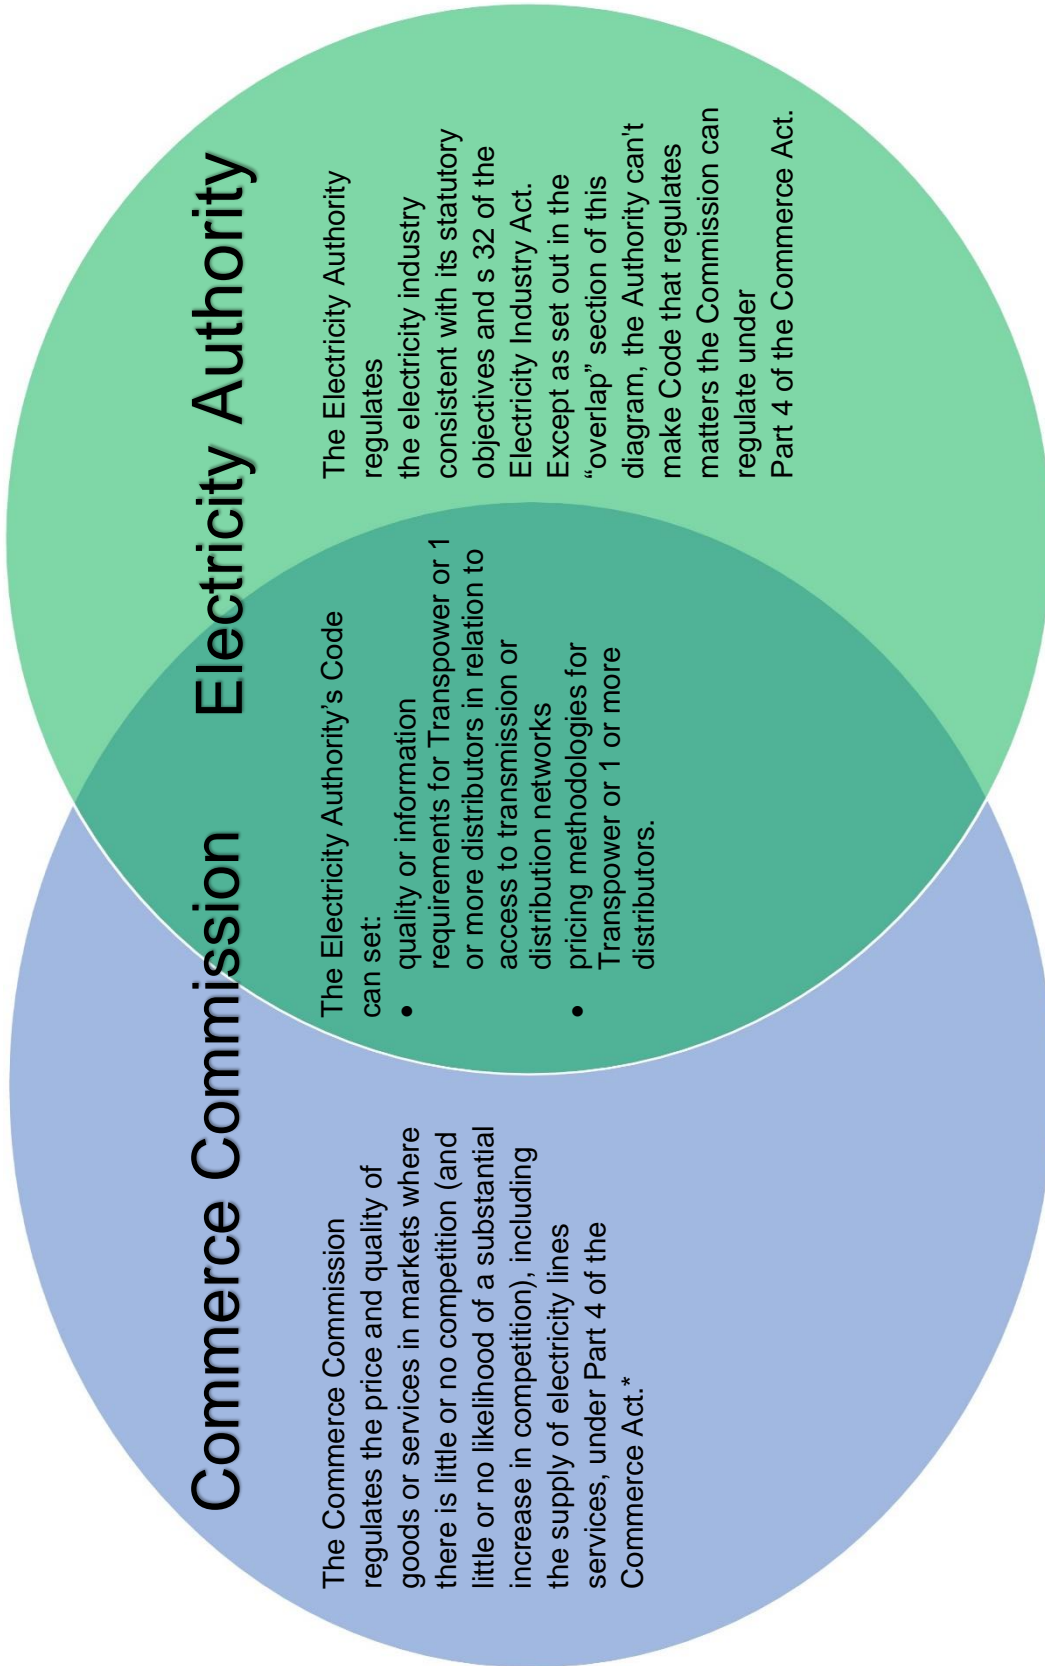 Commerce Commission
Electricity Authority
The Commerce Commission
regulates the price and quality of
goods or services in markets where
there is little or no competition (and
little or no likelihood of a substantial
increase in competition), including
the supply of electricity lines
services, under Part 4 of the
Commerce Act.*
The Electricity Authority’s Code
can set:
• quality or information
requirements for Transpower or 1
or more distributors in relation to
access to transmission or
distribution networks
• pricing methodologies for
Transpower or 1 or more
distributors.
The Electricity Authority
regulates
the electricity industry
consistent with its statutory
objectives and s 32 of the
Electricity Industry Act.
Except as set out in the
“overlap” section of this
diagram, the Authority can't
make Code that regulates
matters the Commission can
regulate under
Part 4 of the Commerce Act.